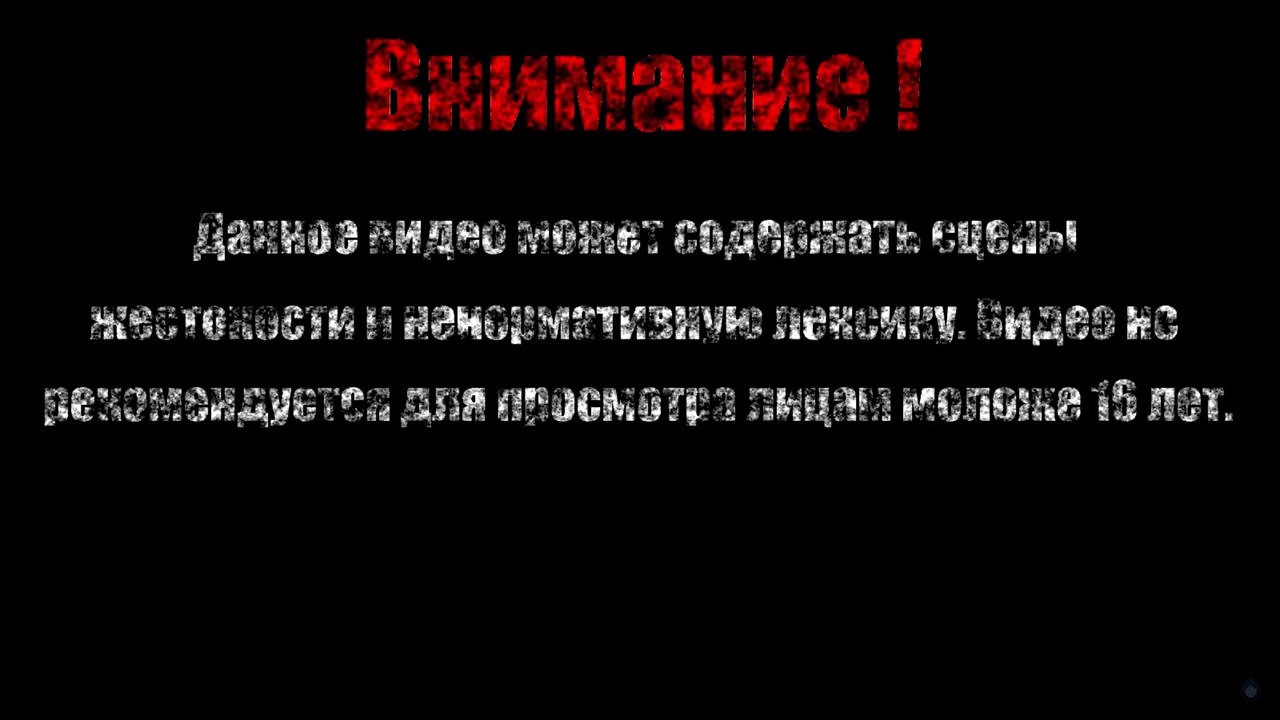 Внимание !
Данное видео может содержать сцены
жестокости и ненормативную лексику. Видео не
рекомендуется для просмотра лицам моложе 16 лет.